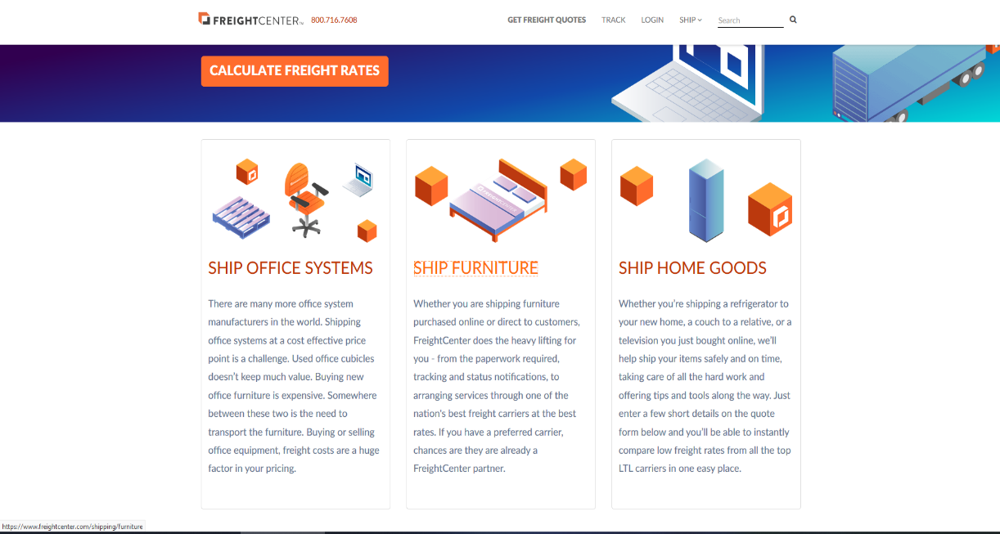 FREIGHTCENTER 800.716.7608 GET FREIGHT QUOTES TRACK LOGIN SHIP Search
CALCULATE FREIGHT RATES
SHIP OFFICE SYSTEMS
There are many more office system
manufacturers in the world. Shipping
office systems at a cost effective price
point is a challenge. Used office cubicles
doesn't keep much value. Buying new
office furniture is expensive. Somewhere
between these two is the need to
transport the furniture. Buying or selling
office equipment, freight costs are a huge
factor in your pricing.
SHIP FURNITURE
Whether you are shipping furniture
purchased online or direct to customers,
FreightCenter does the heavy lifting for
you - from the paperwork required,
tracking and status notifications, to
arranging services through one of the
nation's best freight carriers at the best
rates. If you have a preferred carrier,
chances are they are already a
FreightCenter partner.
SHIP HOME GOODS
Whether you're shipping a refrigerator to
your new home, a couch to a relative, or a
television you just bought online, we'll
help ship your items safely and on time,
taking care of all the hard work and
offering tips and tools along the way. Just
enter a few short details on the quote
form below and you'll be able to instantly
compare low freight rates from all the top
LTL carriers in one easy place.
https://www.freightcenter.com/shipping/furniture